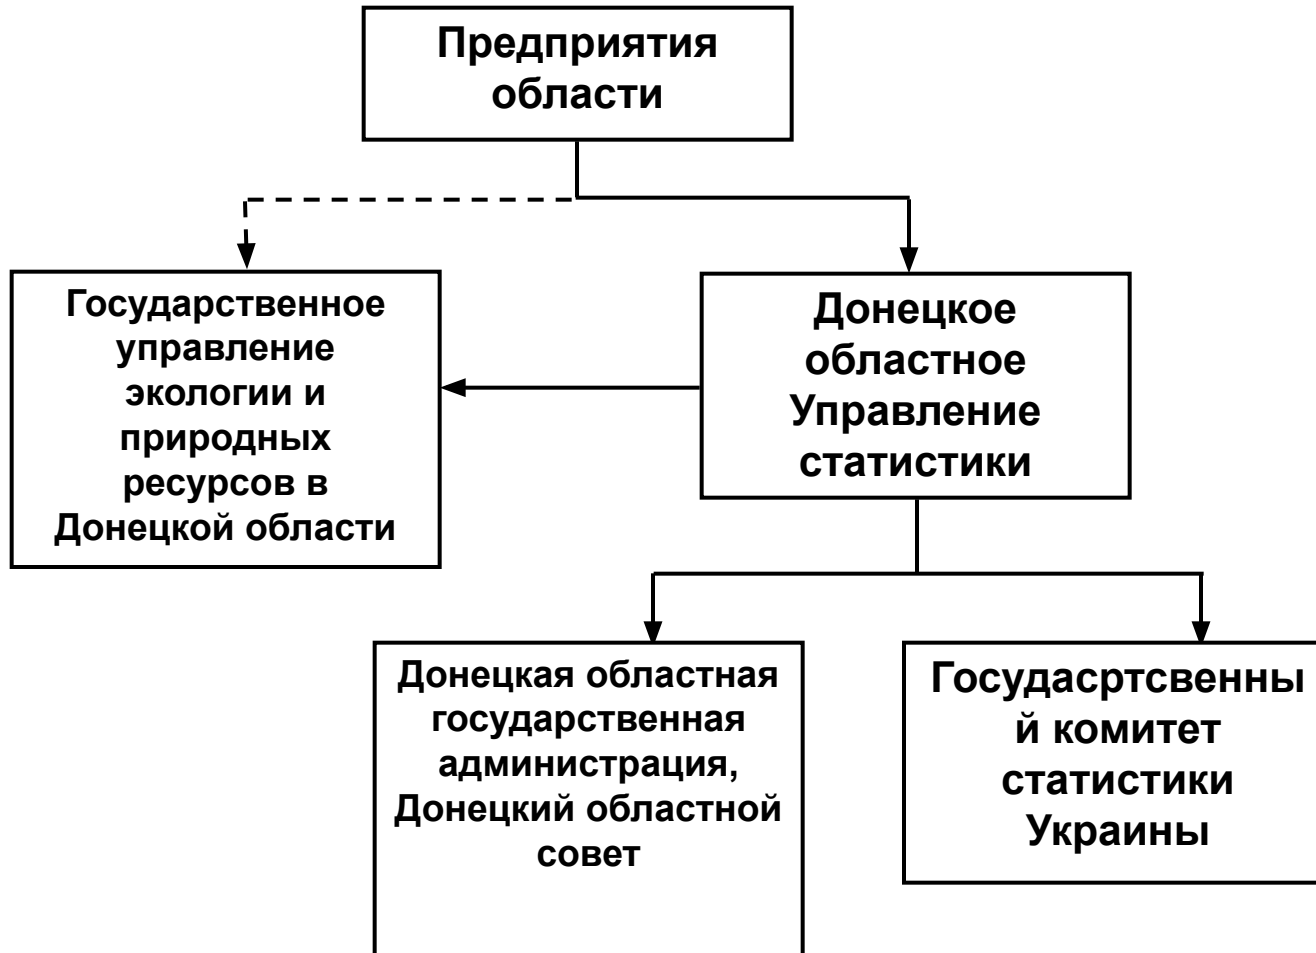 Предприятия
области
Государственное
управление
экологии и
природных
ресурсов в
Донецкой области
Донецкое
областное
Управление
статистики
Донецкая областная
государственная
администрация,
Донецкий областной
совет
Госудасртсвенны
й комитет
статистики
Украины